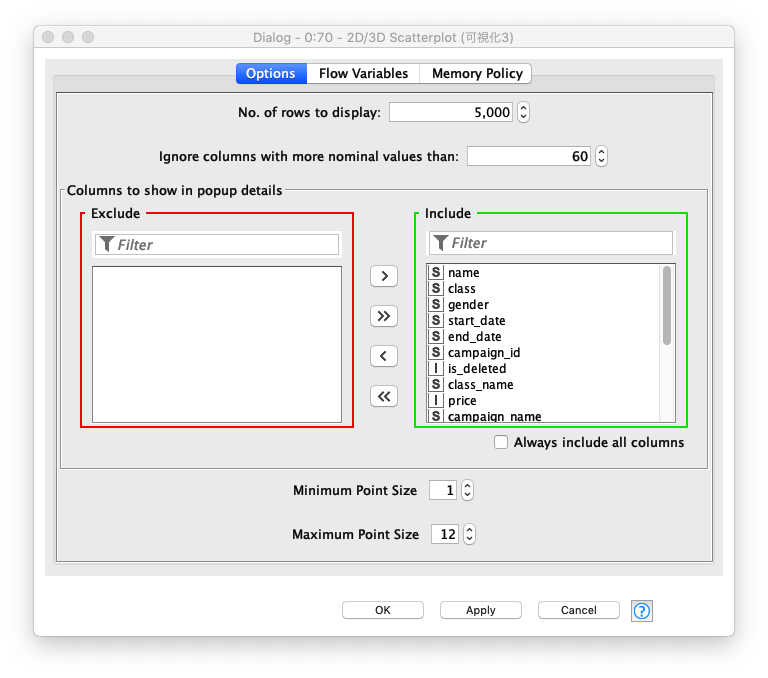 Dialog - 0:70 - 2D/3D Scatterplot (可視化3)
Options Flow Variables Memory Policy
No. of rows to display: 5,000
Ignore columns with more nominal values than: 60
Columns to show in popup details
Exclude Include
Filter Filter
S name
S class
S gender
S start_date
S end_date
S campaign_id
I is_deleted
S class_name
I price
S campaign_name
> 
>>
<
<<
Always include all columns
Minimum Point Size 1
Maximum Point Size 12
OK Apply Cancel ?